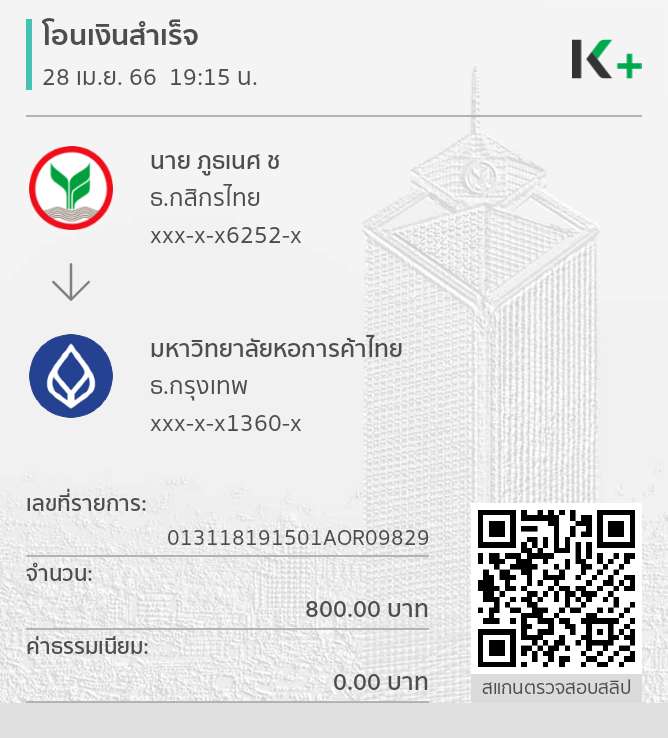 โอนเงินสำเร็จ
28 เม.ย. 66  19:15 น.
K+
นาย ภูธเนศ ช
ธ.กสิกรไทย
xxx-x-x6252-x
มหาวิทยาลัยหอการค้าไทย
ธ.กรุงเทพ
xxx-x-x1360-x
เลขที่รายการ:
013118191501AOR09829
จำนวน:
800.00 บาท
ค่าธรรมเนียม:
0.00 บาท
สแกนตรวจสอบสลิป